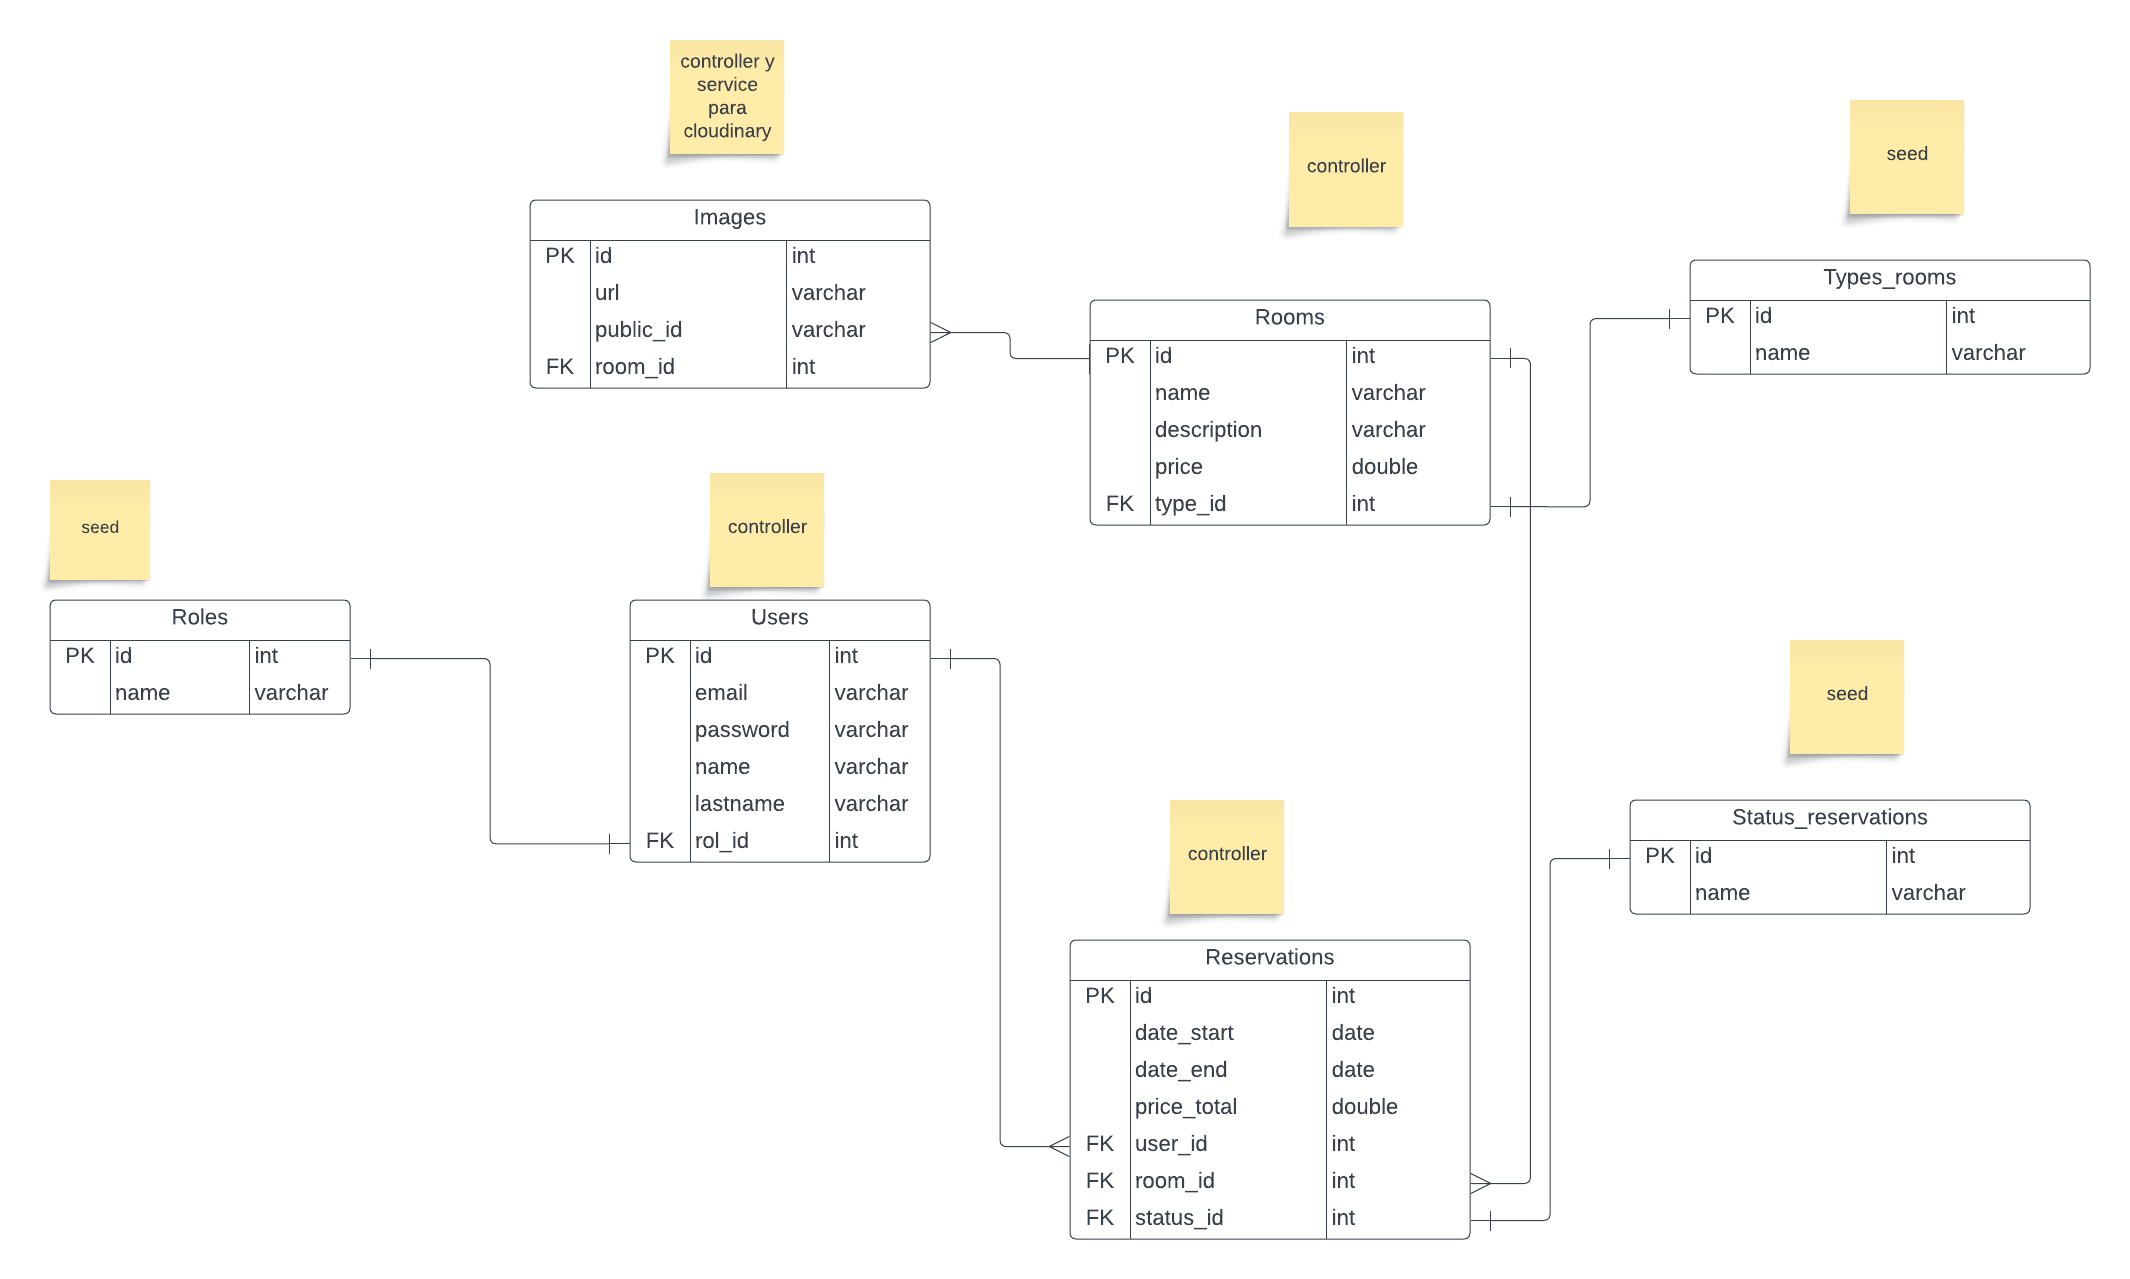 controller y
service
para
cloudinary
controller
seed
Images
PK id int
url varchar
public_id varchar
FK room_id int
Rooms
PK id int
name varchar
description varchar
price double
FK type_id int
Types_rooms
PK id int
name varchar
seed
controller
Roles
PK id int
name varchar
Users
PK id int
email varchar
password varchar
name varchar
lastname varchar
FK rol_id int
seed
controller
Status_reservations
PK id int
name varchar
Reservations
PK id int
date_start date
date_end date
price_total double
FK user_id int
FK room_id int
FK status_id int